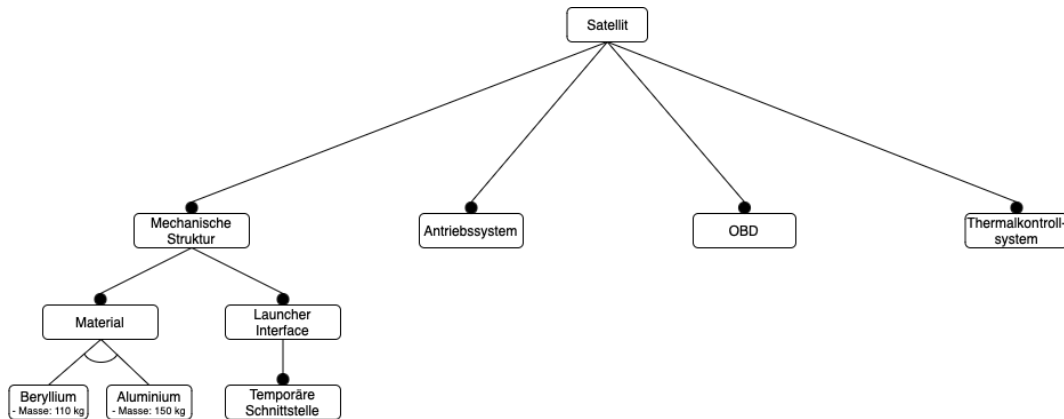 Satellit
Mechanische
Struktur
Antriebssystem
OBD
Thermalkontroll-
system
Material
Launcher
Interface
Beryllium
- Masse: 110 kg
Aluminium
- Masse: 150 kg
Temporäre
Schnittstelle